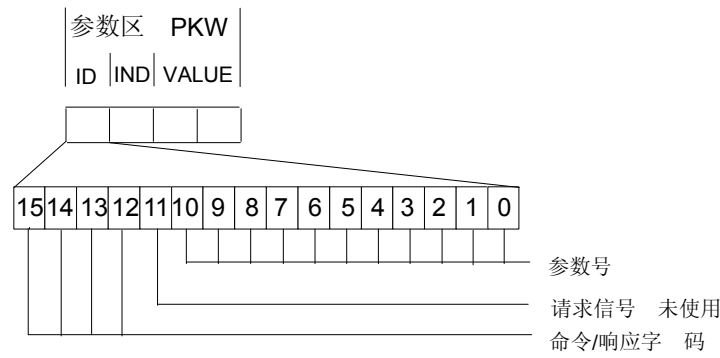 参数区 PKW
ID IND VALUE
15 14 13 12 11 10 9 8 7 6 5 4 3 2 1 0
参数号
请求信号 未使用
命令/响应字 码